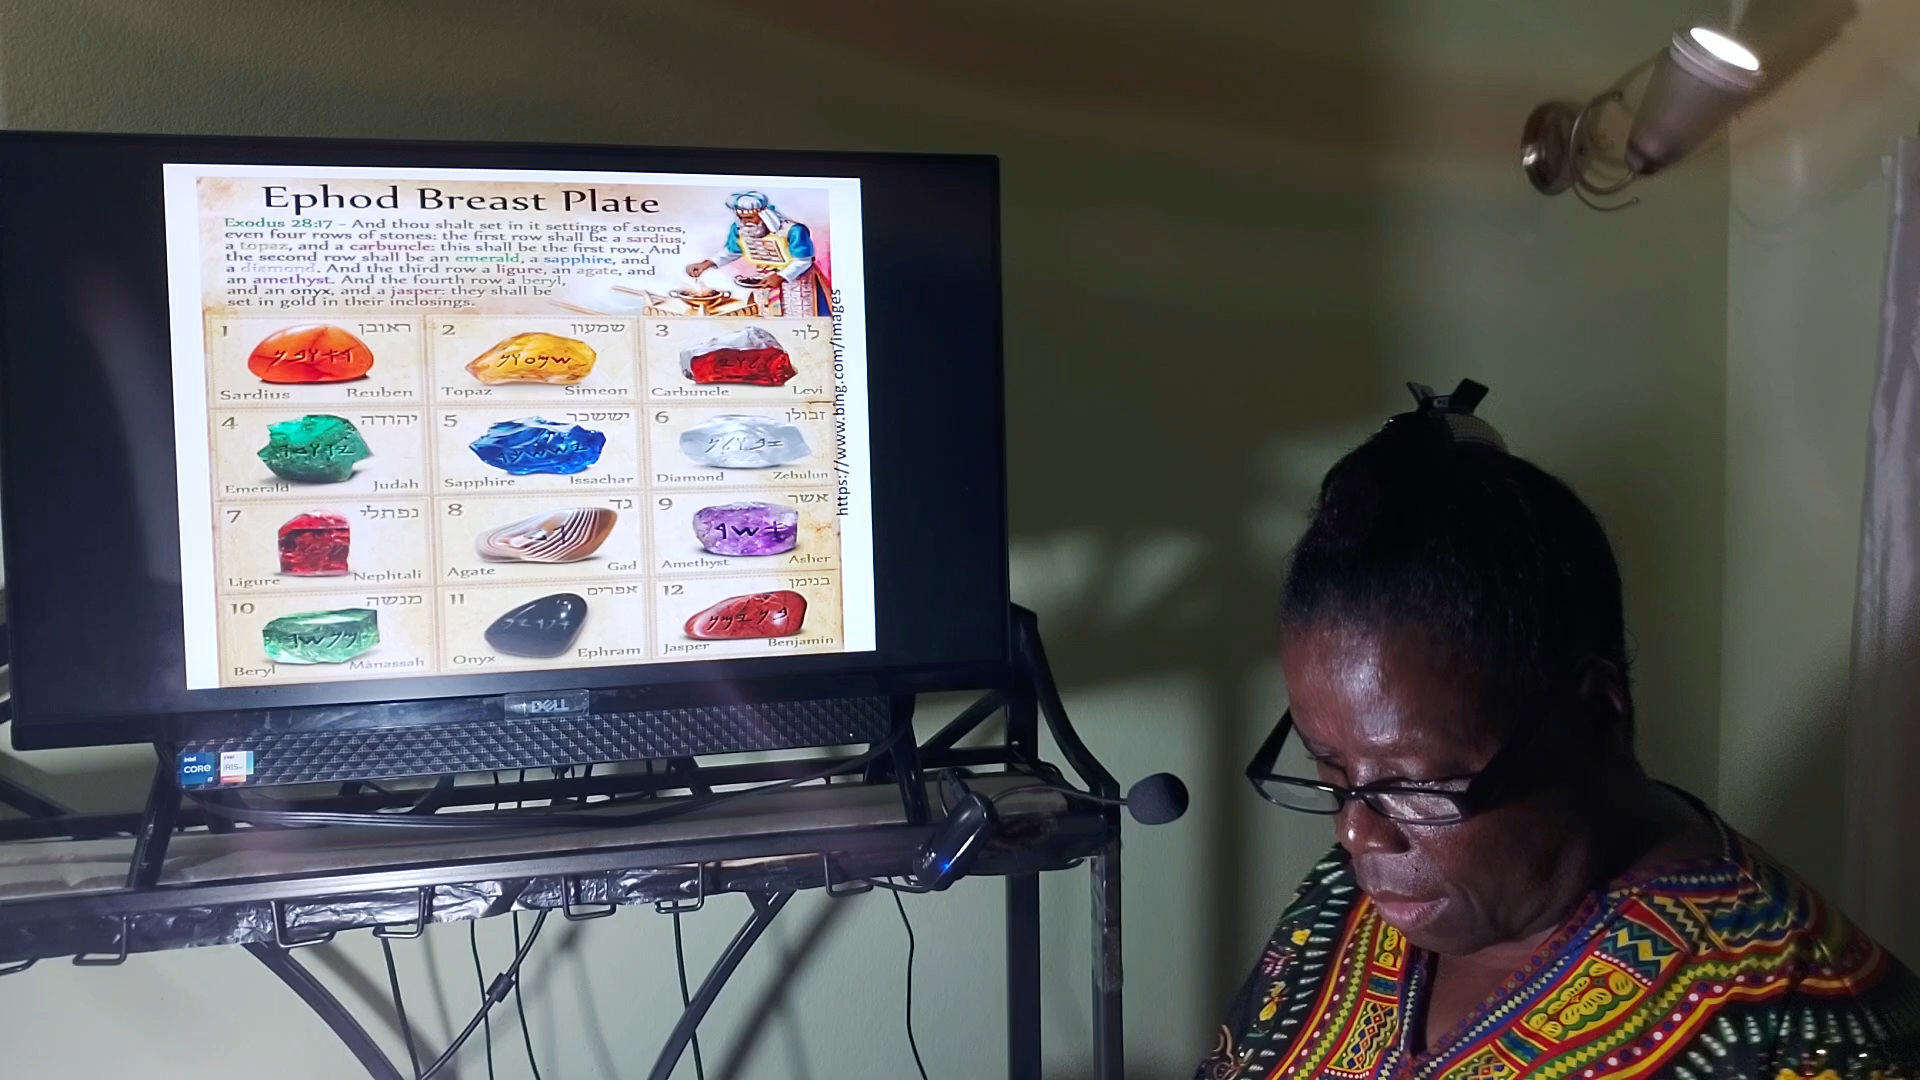 Ephod Breast Plate
Exodus 28:17 - And thou shalt set in it settings of stones,
even four rows of stones: the first row shall be a sardius,
a topaz, and a carbuncle: this shall be the first row. And
the second row shall be an emerald, a sapphire, and
a diamond. And the third row a ligure, an agate, and
an amethyst. And the fourth row a beryl,
and an onyx, and a jasper: they shall be
set in gold in their inclosings.
https://www.bing.com/images
1 ראובן
Sardius Reuben
2 שמעון
Topaz Simeon
3 לוי
Carbuncle Levi
4 יהודה
Emerald Judah
5 יששכר
Sapphire Issachar
6 זבולן
Diamond Zebulun
7 נפתלי
Ligure Nephtali
8 גד
Agate Gad
9 אשר
Amethyst Asher
10 מנשה
Beryl Manassah
11 אפרים
Onyx Ephram
12 בנימן
Jasper Benjamin
DELL
intel
CORE
i7
intel
iRIS